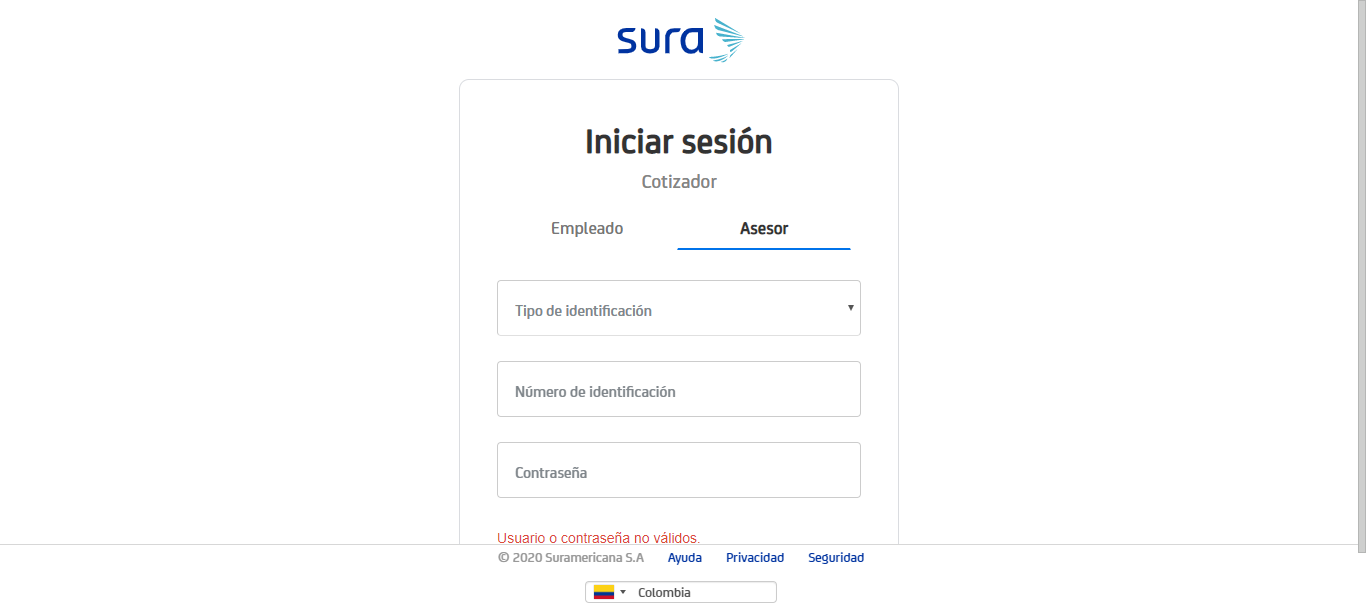 sura
Iniciar sesión
Cotizador
Empleado Asesor
Tipo de identificación
Número de identificación
Contraseña
Usuario o contraseña no válidos.
© 2020 Suramericana S.A Ayuda Privacidad Seguridad
Colombia